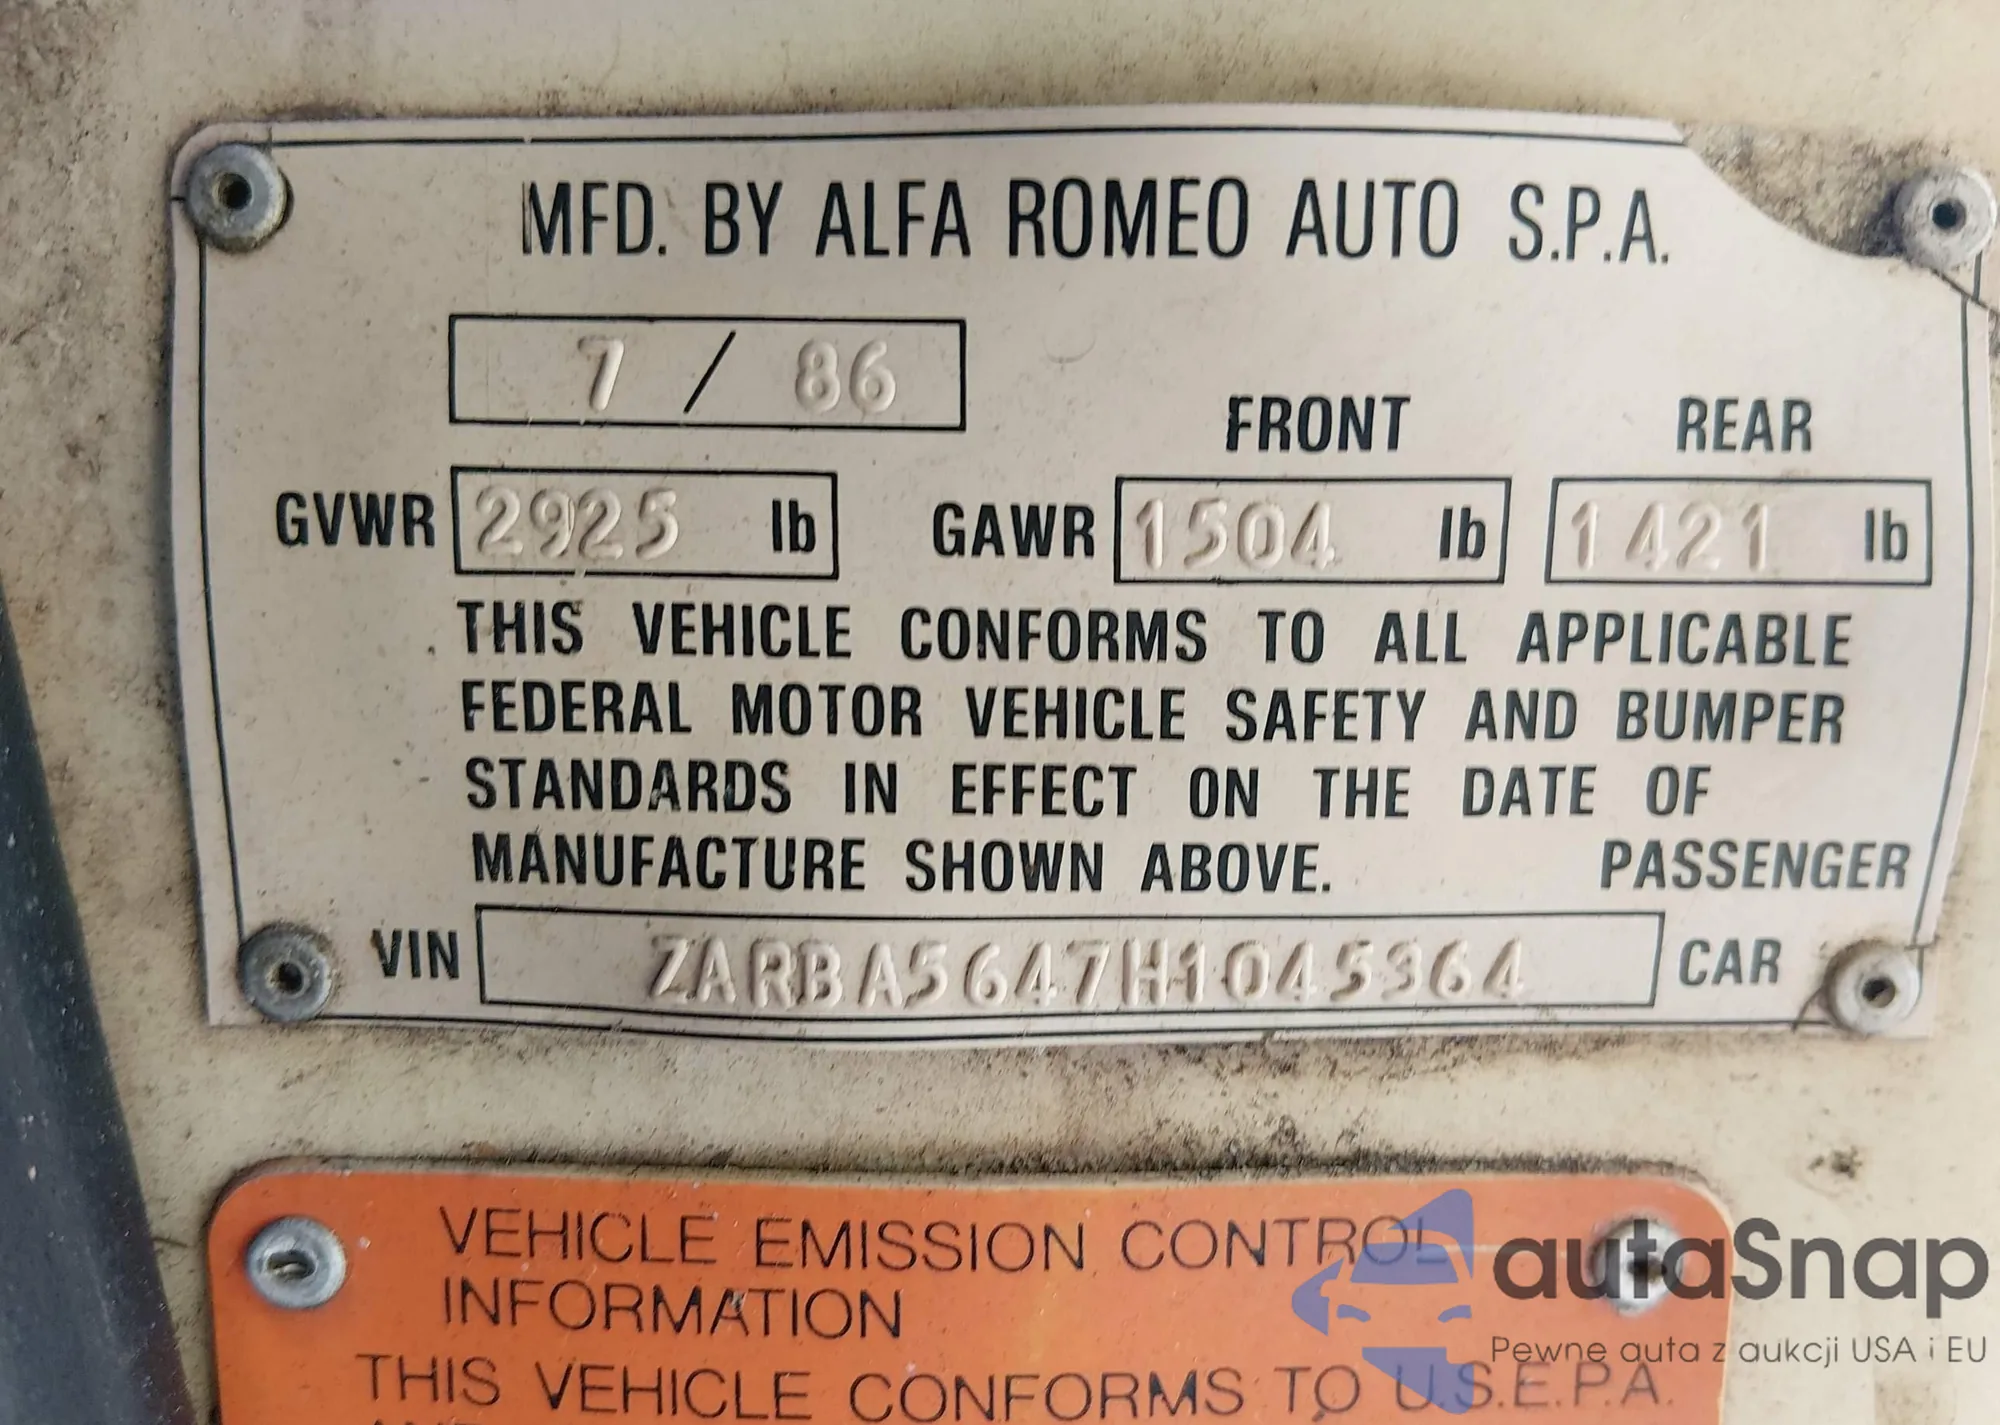 MFD. BY ALFA ROMEO AUTO S.P.A.
7 / 86
FRONT REAR
GVWR 2925 lb GAWR 1504 lb 1421 lb
THIS VEHICLE CONFORMS TO ALL APPLICABLE
FEDERAL MOTOR VEHICLE SAFETY AND BUMPER
STANDARDS IN EFFECT ON THE DATE OF
MANUFACTURE SHOWN ABOVE. PASSENGER
VIN ZARBA5647H1045364 CAR
VEHICLE EMISSION CONTROL
INFORMATION
THIS VEHICLE CONFORMS TO U.S.E.P.A.
autaSnap
Pewne auta z aukcji USA i EU